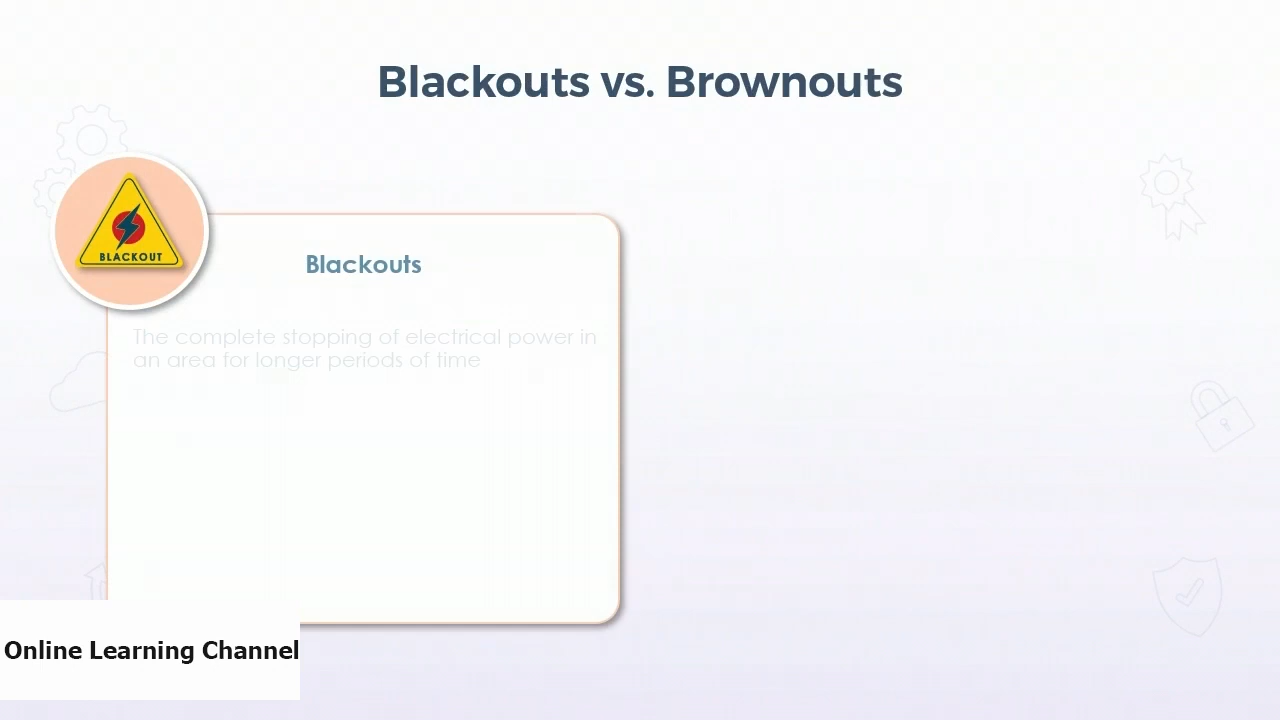 Blackouts vs. Brownouts
BLACKOUT
Blackouts
The complete stopping of electrical power in
an area for longer periods of time
Online Learning Channel